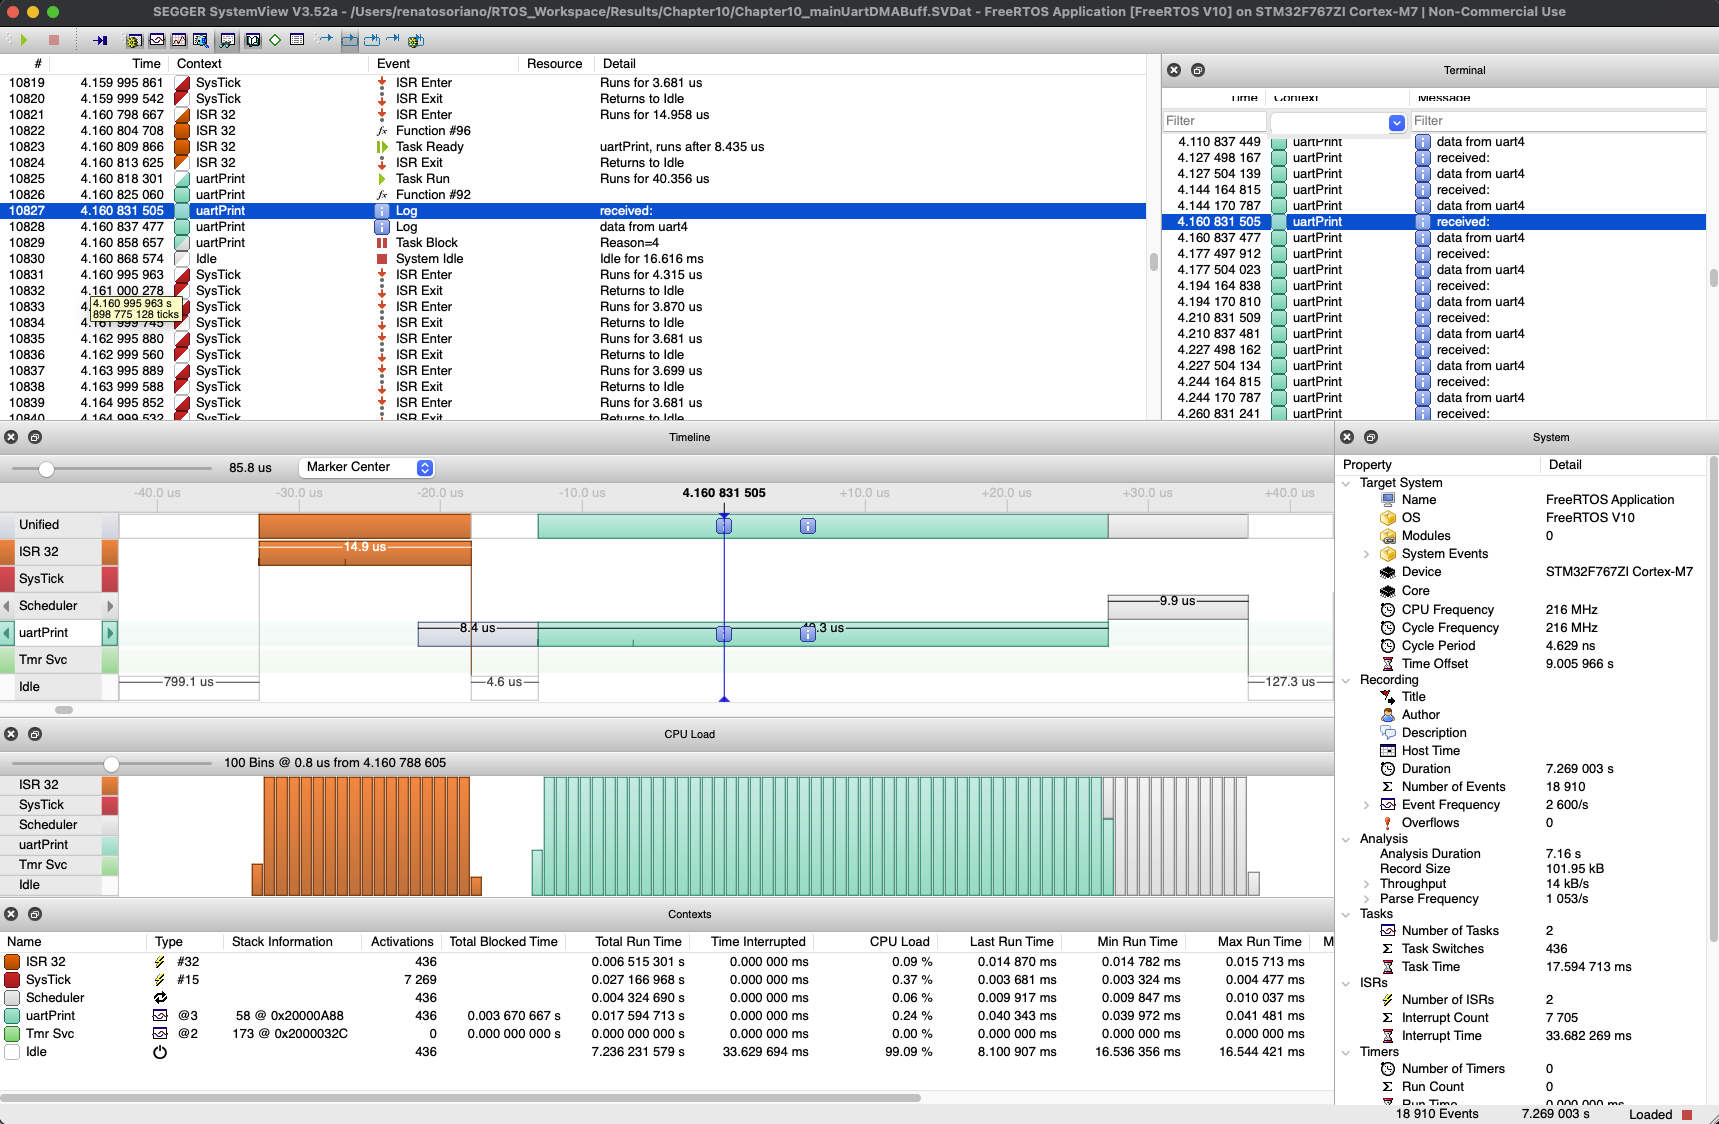 SEGGER SystemView V3.52a - /Users/renatosoriano/RTOS_Workspace/Results/Chapter10/Chapter10_mainUartDMABuff.SVDat - FreeRTOS Application [FreeRTOS V10] on STM32F767ZI Cortex-M7 | Non-Commercial Use
# Time Context Event Resource Detail
10819 4.159 995 861 SysTick ISR Enter Runs for 3.681 us
10820 4.159 999 542 SysTick ISR Exit Returns to Idle
10821 4.160 798 667 ISR 32 ISR Enter Runs for 14.958 us
10822 4.160 804 708 ISR 32 fx Function #96
10823 4.160 809 866 ISR 32 Task Ready uartPrint, runs after 8.435 us
10824 4.160 813 625 ISR 32 ISR Exit Returns to Idle
10825 4.160 818 301 uartPrint Task Run Runs for 40.356 us
10826 4.160 825 060 uartPrint fx Function #92
10827 4.160 831 505 uartPrint Log received:
10828 4.160 837 477 uartPrint Log data from uart4
10829 4.160 858 657 uartPrint Task Block Reason=4
10830 4.160 868 574 Idle System Idle Idle for 16.616 ms
10831 4.160 995 963 SysTick ISR Enter Runs for 4.315 us
10832 4.161 000 278 SysTick ISR Exit Returns to Idle
10833 SysTick ISR Enter Runs for 3.870 us
4.160 995 963 s
898 775 128 ticks
10834 4.161 999 745 SysTick ISR Exit Returns to Idle
10835 4.162 995 880 SysTick ISR Enter Runs for 3.681 us
10836 4.162 999 560 SysTick ISR Exit Returns to Idle
10837 4.163 995 889 SysTick ISR Enter Runs for 3.699 us
10838 4.163 999 588 SysTick ISR Exit Returns to Idle
10839 4.164 995 852 SysTick ISR Enter Runs for 3.681 us
10840 4.164 999 532 SysTick ISR Exit Returns to Idle
Terminal
Time Context Message
Filter Filter
4.110 837 449 uartPrint data from uart4
4.127 498 167 uartPrint received:
4.127 504 139 uartPrint data from uart4
4.144 164 815 uartPrint received:
4.144 170 787 uartPrint data from uart4
4.160 831 505 uartPrint received:
4.160 837 477 uartPrint data from uart4
4.177 497 912 uartPrint received:
4.177 504 023 uartPrint data from uart4
4.194 164 838 uartPrint received:
4.194 170 810 uartPrint data from uart4
4.210 831 509 uartPrint received:
4.210 837 481 uartPrint data from uart4
4.227 498 162 uartPrint received:
4.227 504 134 uartPrint data from uart4
4.244 164 815 uartPrint received:
4.244 170 787 uartPrint data from uart4
4.260 831 241 uartPrint received:
Timeline
85.8 us Marker Center
-40.0 us -30.0 us -20.0 us -10.0 us 4.160 831 505 +10.0 us +20.0 us +30.0 us +40.0 us
Unified
ISR 32 14.9 us
SysTick
Scheduler 9.9 us
uartPrint 8.4 us
Tmr Svc
Idle 799.1 us 4.6 us 127.3 us
CPU Load
100 Bins @ 0.8 us from 4.160 788 605
ISR 32
SysTick
Scheduler
uartPrint
Tmr Svc
Idle
Contexts
Name Type Stack Information Activations Total Blocked Time Total Run Time Time Interrupted CPU Load Last Run Time Min Run Time Max Run Time M
ISR 32 #32 436 0.006 515 301 s 0.000 000 ms 0.09 % 0.014 870 ms 0.014 782 ms 0.015 713 ms
SysTick #15 7 269 0.027 166 968 s 0.000 000 ms 0.37 % 0.003 681 ms 0.003 324 ms 0.004 477 ms
Scheduler 436 0.004 324 690 s 0.000 000 ms 0.06 % 0.009 917 ms 0.009 847 ms 0.010 037 ms
uartPrint @3 58 @ 0x20000A88 436 0.003 670 667 s 0.017 594 713 s 0.000 000 ms 0.24 % 0.040 343 ms 0.039 972 ms 0.041 481 ms
Tmr Svc @2 173 @ 0x2000032C 0 0.000 000 000 s 0.000 000 000 s 0.000 000 ms 0.00 % 0.000 000 ms 0.000 000 ms 0.000 000 ms
Idle 436 7.236 231 579 s 33.629 694 ms 99.09 % 8.100 907 ms 16.536 356 ms 16.544 421 ms
System
Property Detail
Target System
Name FreeRTOS Application
OS FreeRTOS V10
Modules 0
System Events
Device STM32F767ZI Cortex-M7
Core
CPU Frequency 216 MHz
Cycle Frequency 216 MHz
Cycle Period 4.629 ns
Time Offset 9.005 966 s
Recording
Title
Author
Description
Host Time
Duration 7.269 003 s
Number of Events 18 910
Event Frequency 2 600/s
Overflows 0
Analysis
Analysis Duration 7.16 s
Record Size 101.95 kB
Throughput 14 kB/s
Parse Frequency 1 053/s
Tasks
Number of Tasks 2
Task Switches 436
Task Time 17.594 713 ms
ISRs
Number of ISRs 2
Interrupt Count 7 705
Interrupt Time 33.682 269 ms
Timers
Number of Timers 0
Run Count 0
Run Time 0.000 000 ms
18 910 Events 7.269 003 s Loaded